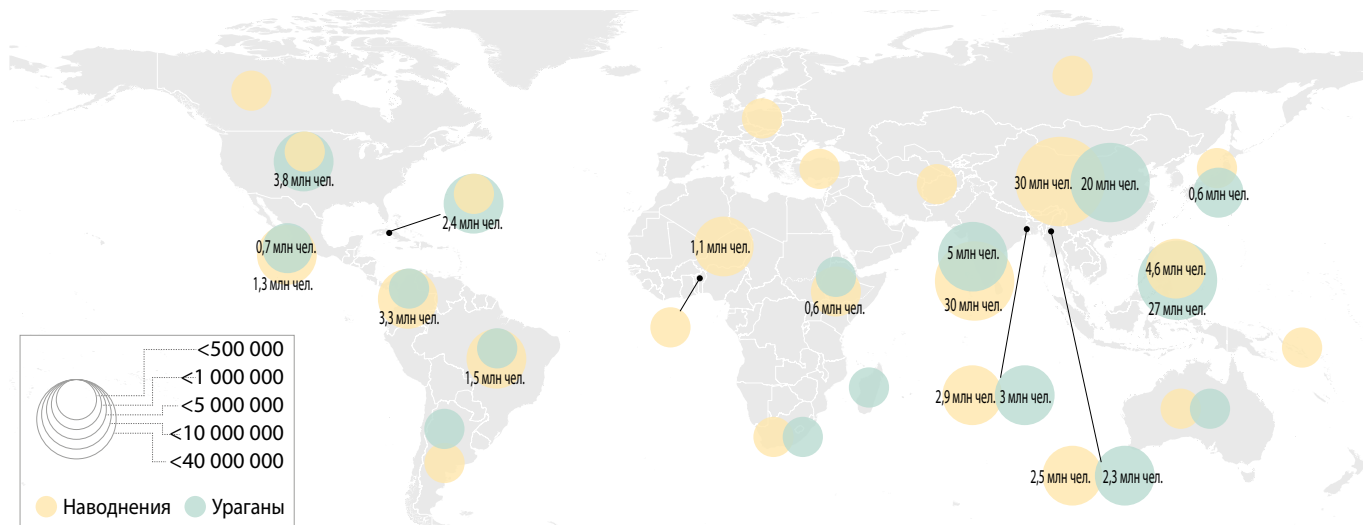 3,8 млн чел.
2,4 млн чел.
0,7 млн чел.
1,3 млн чел.
3,3 млн чел.
1,5 млн чел.
1,1 млн чел.
0,6 млн чел.
30 млн чел.
20 млн чел.
0,6 млн чел.
5 млн чел.
30 млн чел.
4,6 млн чел.
27 млн чел.
2,9 млн чел.
3 млн чел.
2,5 млн чел.
2,3 млн чел.
<500 000
<1 000 000
<5 000 000
<10 000 000
<40 000 000
Наводнения
Ураганы